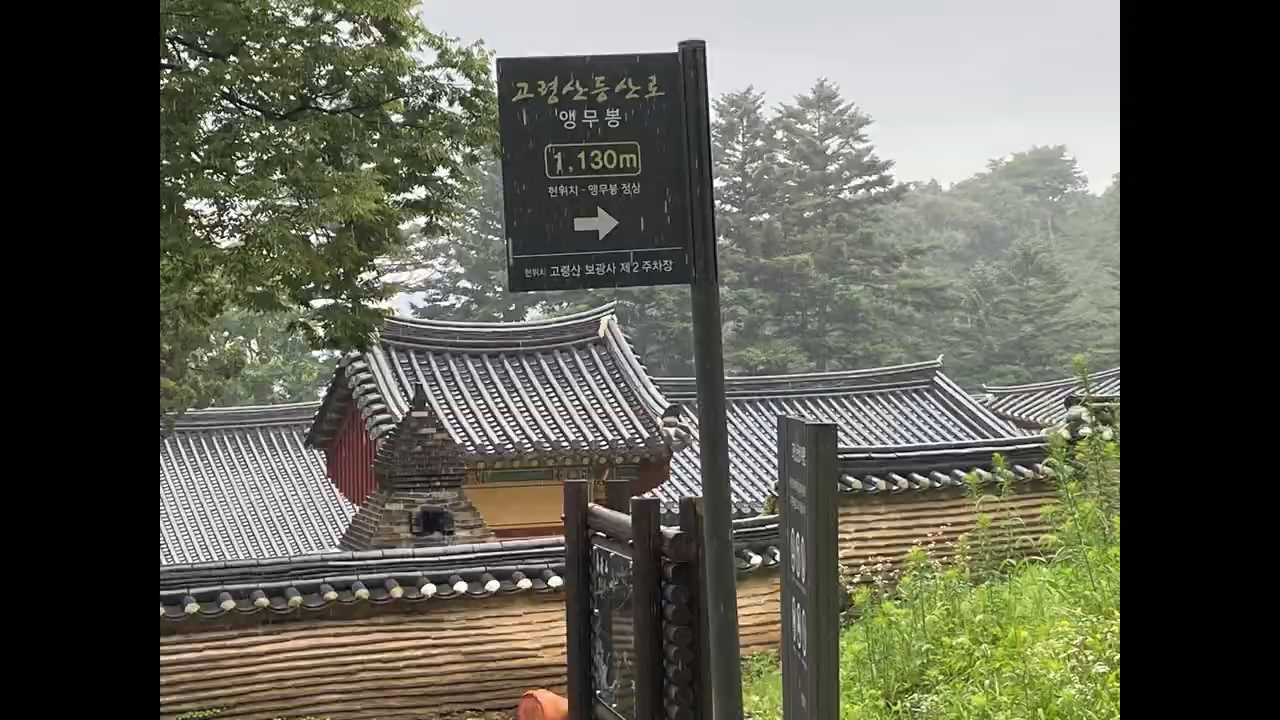 고령산등산로
앵무봉
1,130m
현위치 - 앵무봉 정상
현위치 고령산 보광사 제2 주차장